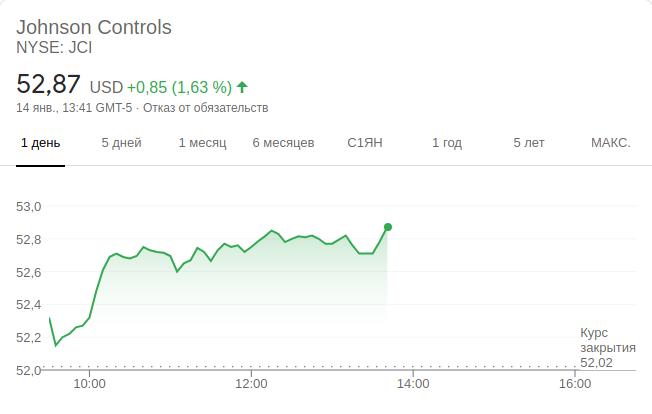 Johnson Controls
NYSE: JCI
52,87 USD +0,85 (1,63 %)
14 янв., 13:41 GMT-5 · Отказ от обязательств
1 день 5 дней 1 месяц 6 месяцев С1ЯН 1 год 5 лет МАКС.
53,0
52,8
52,6
52,4
52,2
52,0
Курс
закрытия
52,02
10:00 12:00 14:00 16:00